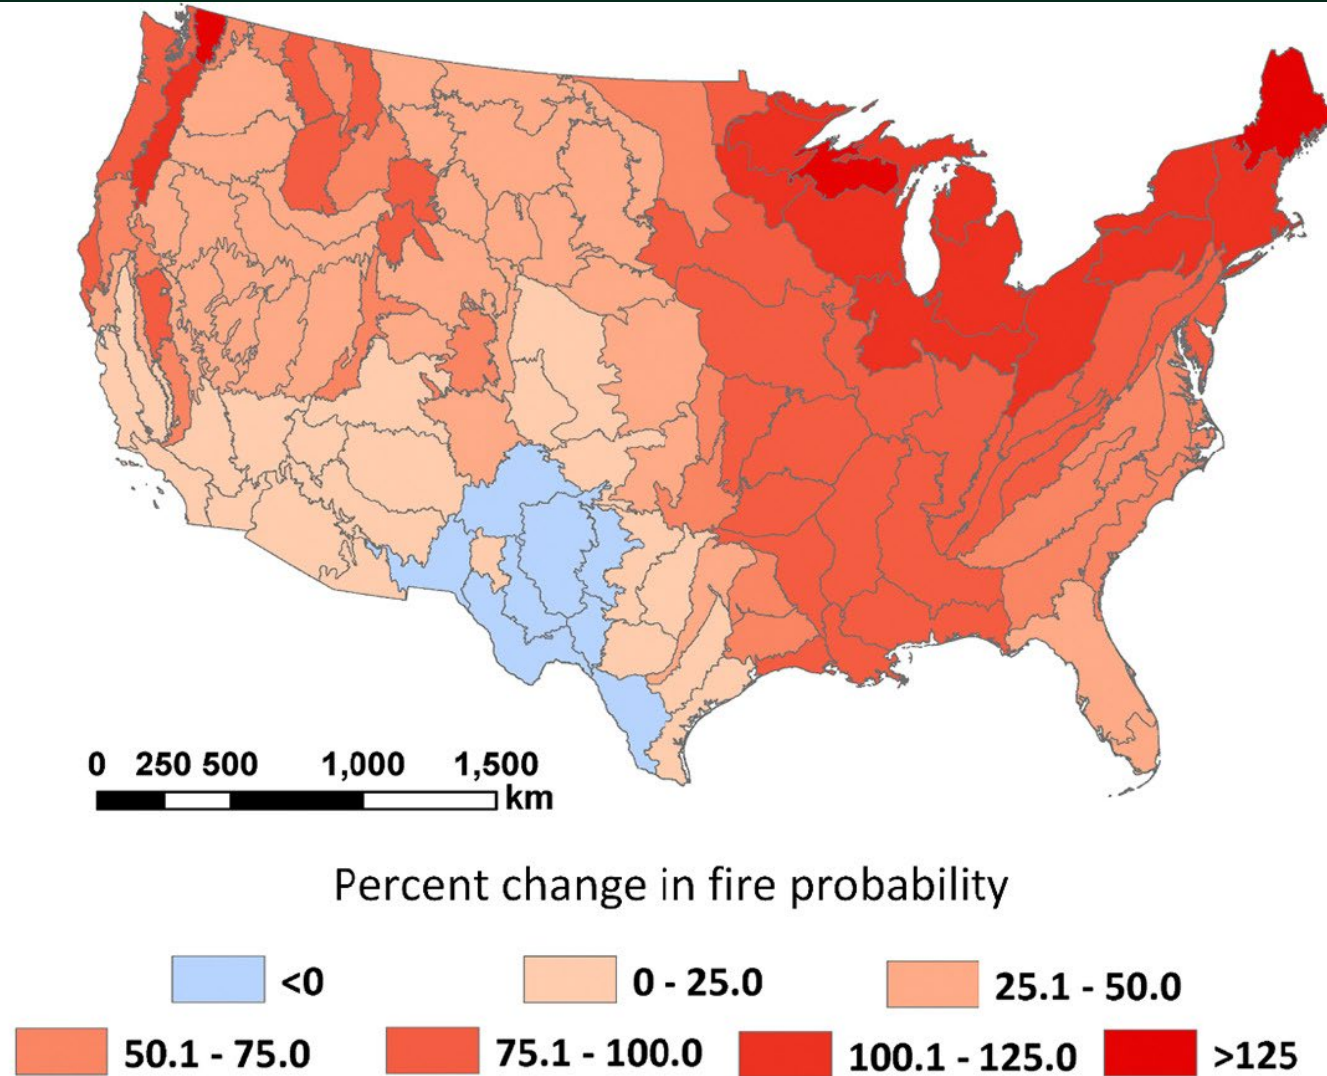 0 250 500 1,000 1,500
km
Percent change in fire probability
<0 0 - 25.0 25.1 - 50.0
50.1 - 75.0 75.1 - 100.0 100.1 - 125.0 >125